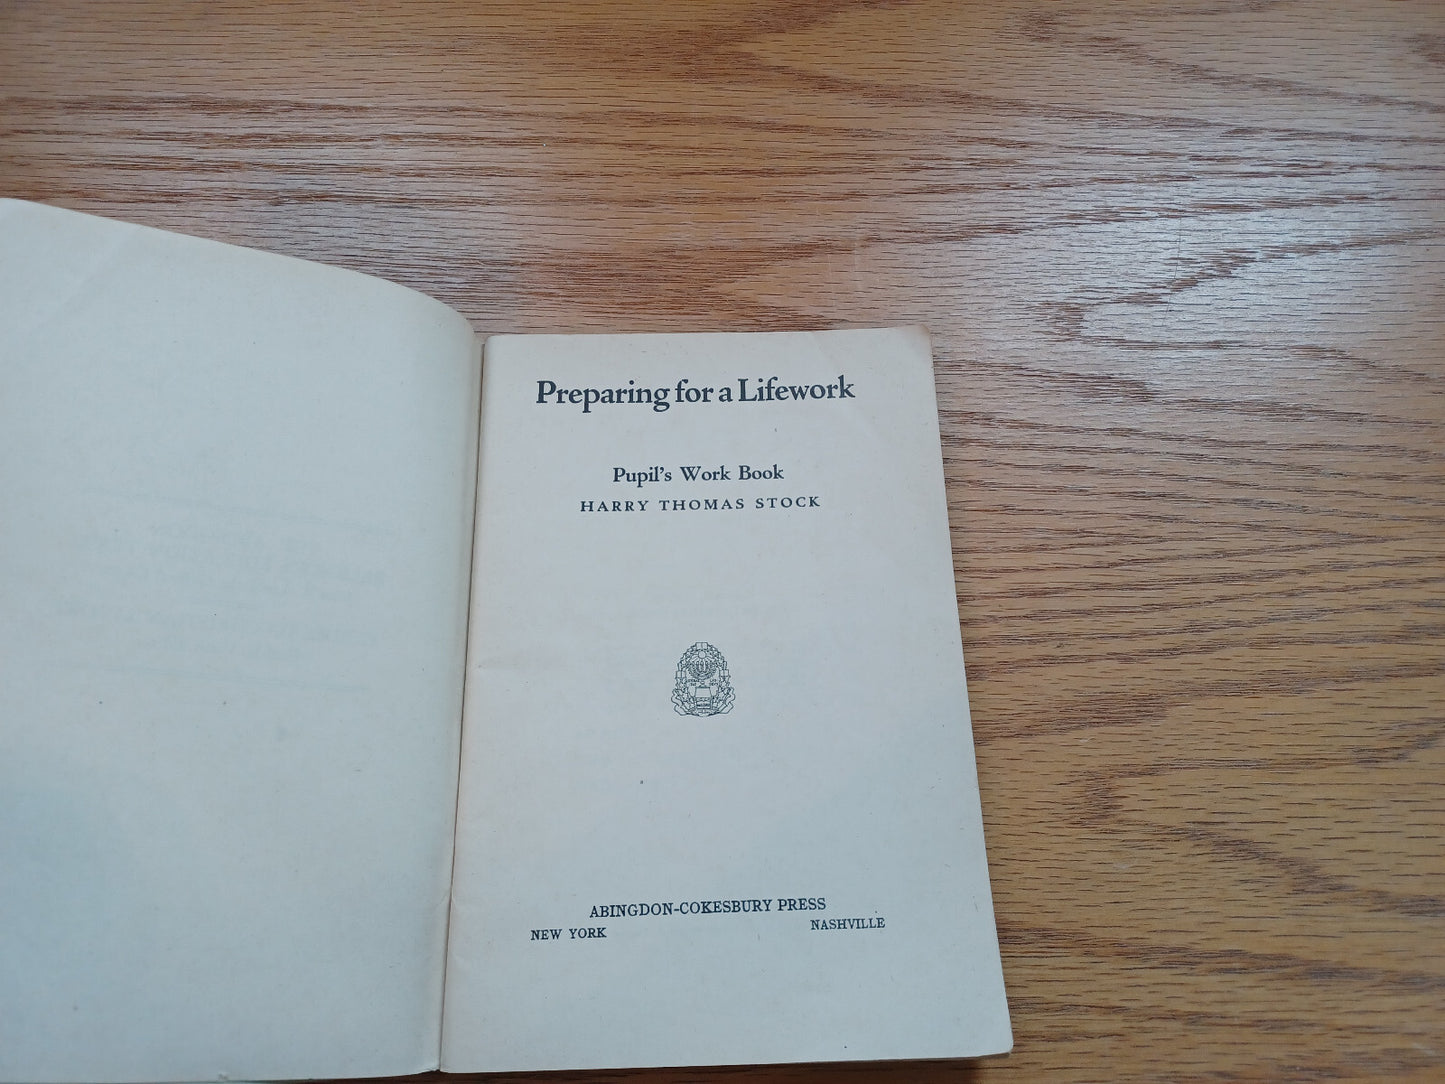 Preparing for a Lifework
Pupil's Work Book
HARRY THOMAS STOCK
ABINGDON-COKESBURY PRESS
NEW YORK NASHVILLE